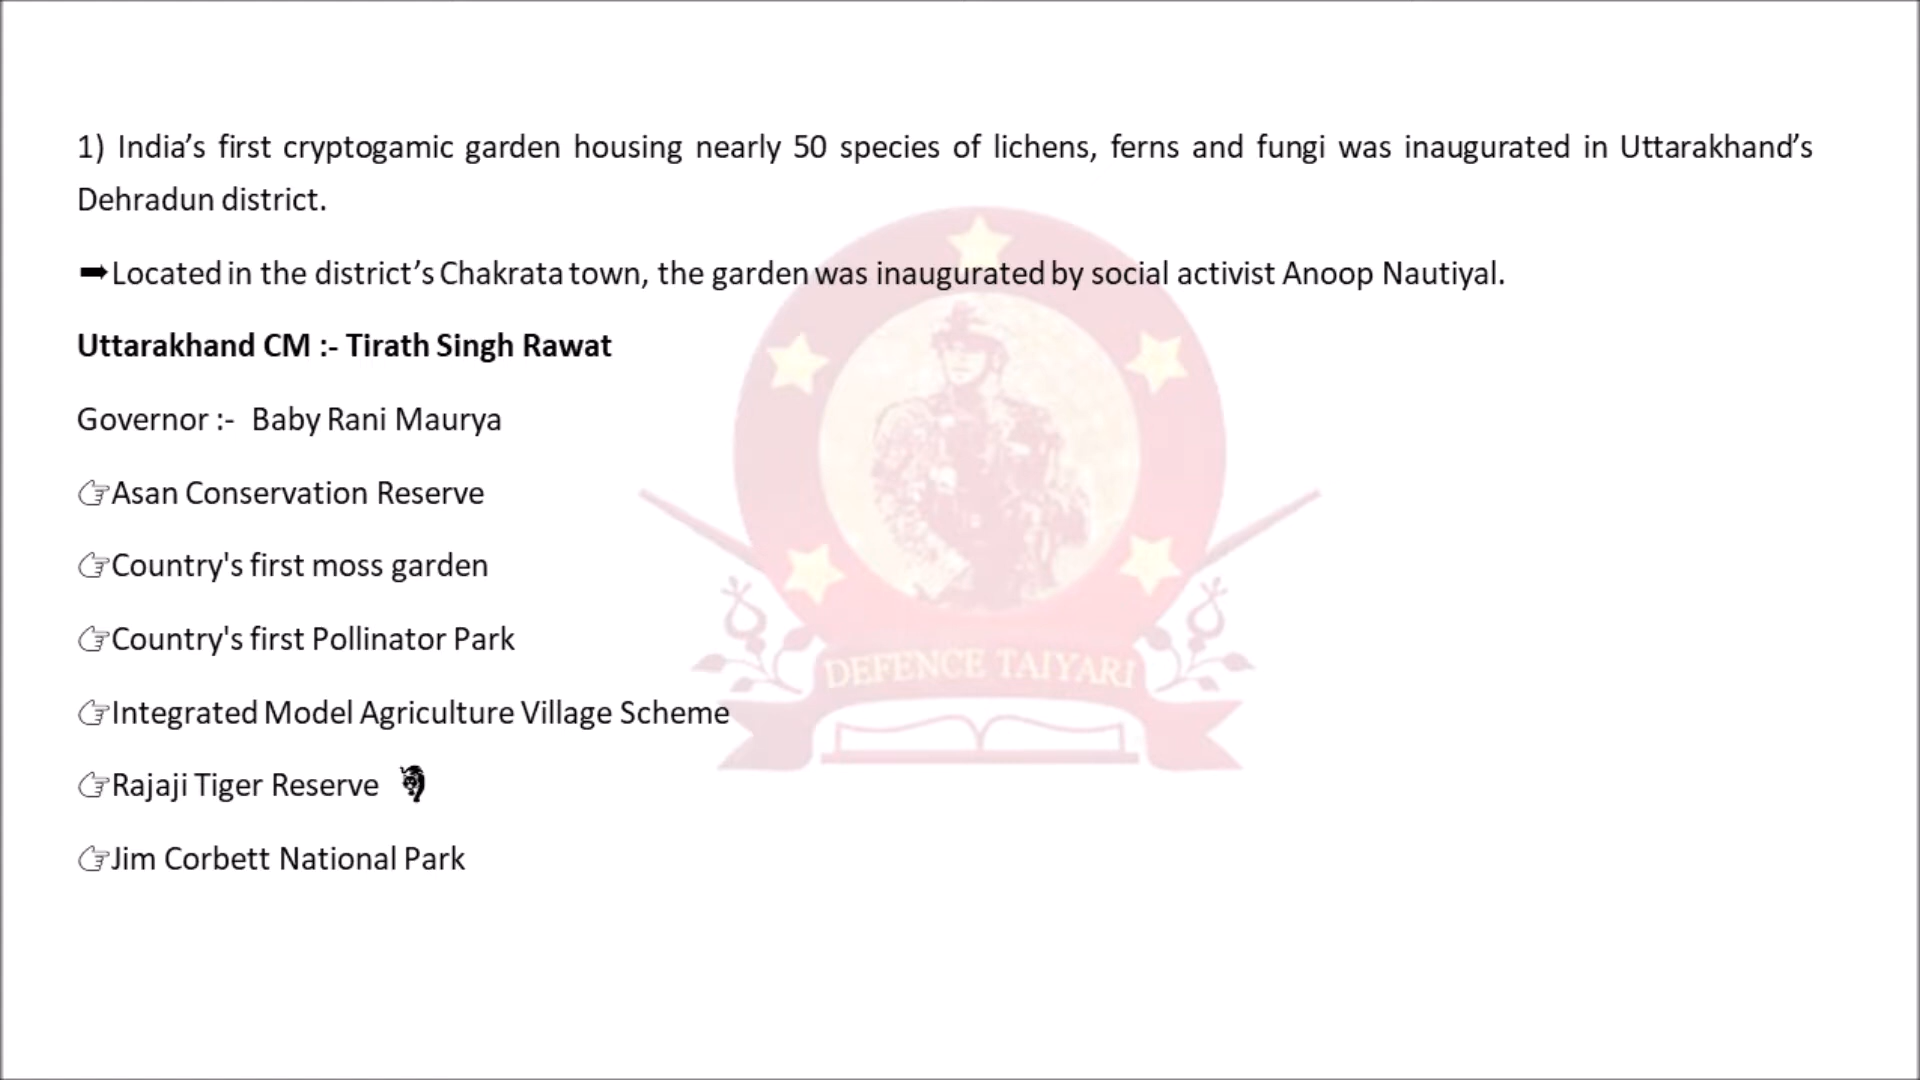 1) India’s first cryptogamic garden housing nearly 50 species of lichens, ferns and fungi was inaugurated in Uttarakhand’s
Dehradun district.
➡Located in the district’s Chakrata town, the garden was inaugurated by social activist Anoop Nautiyal.
Uttarakhand CM :- Tirath Singh Rawat
Governor :- Baby Rani Maurya
👉Asan Conservation Reserve
👉Country's first moss garden
👉Country's first Pollinator Park
DEFENCE TAIYARI
👉Integrated Model Agriculture Village Scheme
👉Rajaji Tiger Reserve 🐅
👉Jim Corbett National Park